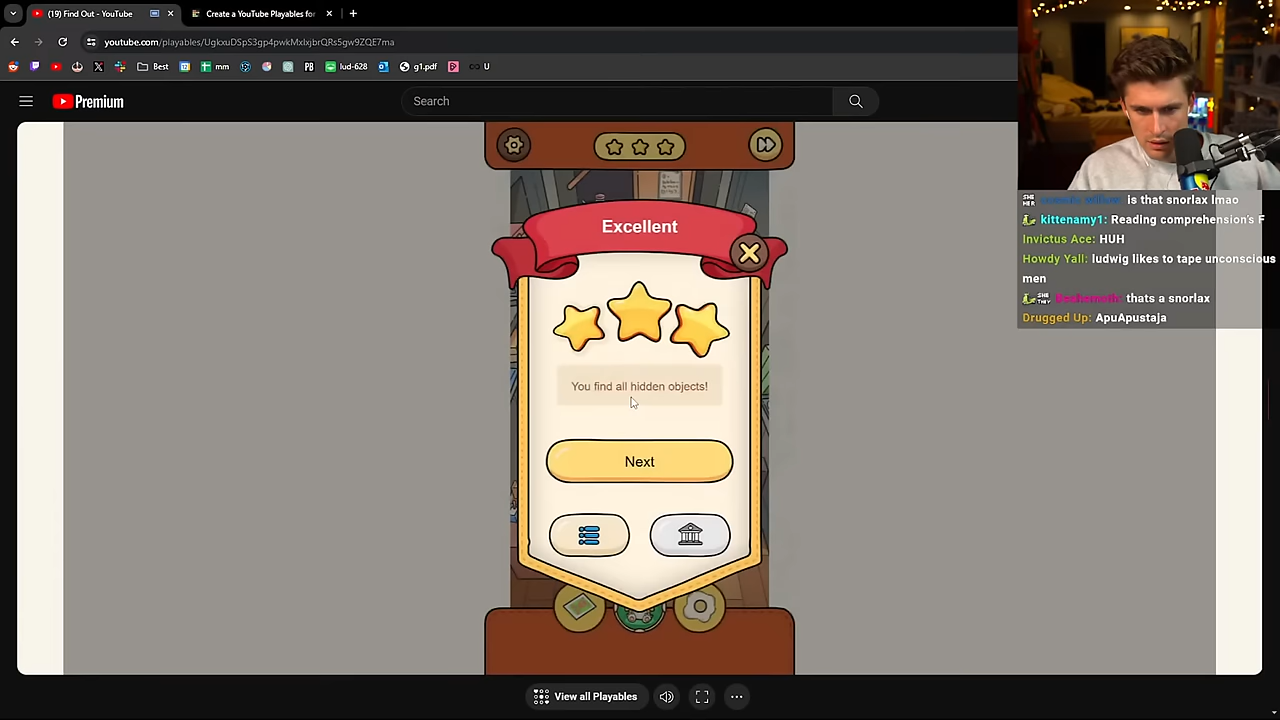 (19) Find Out - YouTube
Create a YouTube Playables for
youtube.com/playables/UgkxuDSpS3gp4pwkMxlxjbrQRs5gw9ZQE7ma
Best
mm
PB
lud-628
g1.pdf
U
Premium
Search
is that snorlax lmao
kittenamy1: Reading comprehension's F
Invictus Ace: HUH
Howdy Yall: ludwig likes to tape unconscious
men
thats a snorlax
Drugged Up: ApuApustaja
Excellent
You find all hidden objects!
Next
View all Playables